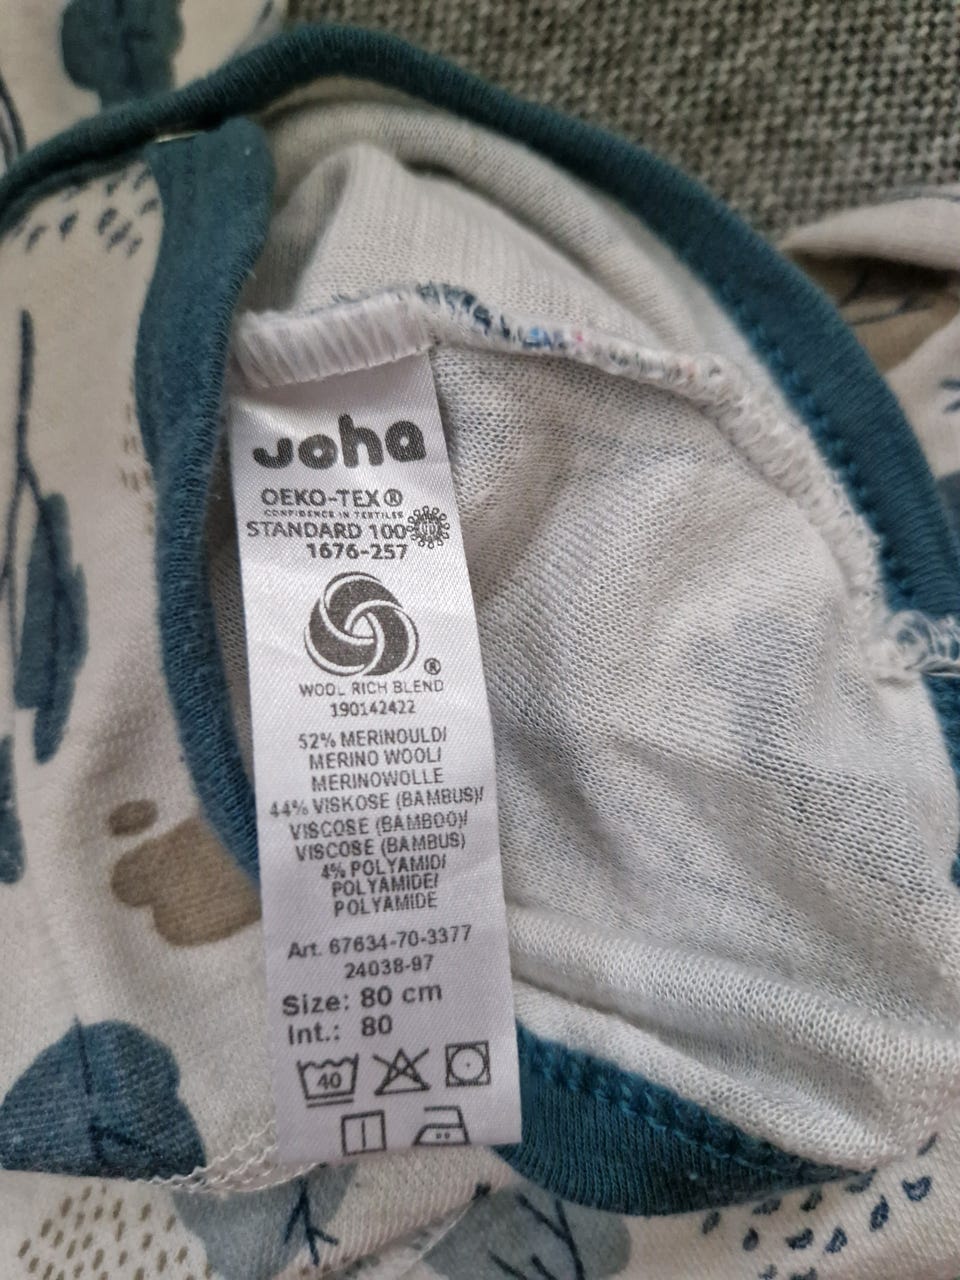 Joha
OEKO-TEX®
CONFIDENCE IN TEXTILES
STANDARD 100
1676-257
®
WOOL RICH BLEND
190142422
52% MERINOULD/
MERINO WOOL/
MERINOWOLLE
44% VISKOSE (BAMBUS)/
VISCOSE (BAMBOO)/
VISCOSE (BAMBUS)
4% POLYAMID/
POLYAMIDE/
POLYAMIDE
Art. 67634-70-3377
24038-97
Size: 80 cm
Int.: 80
40